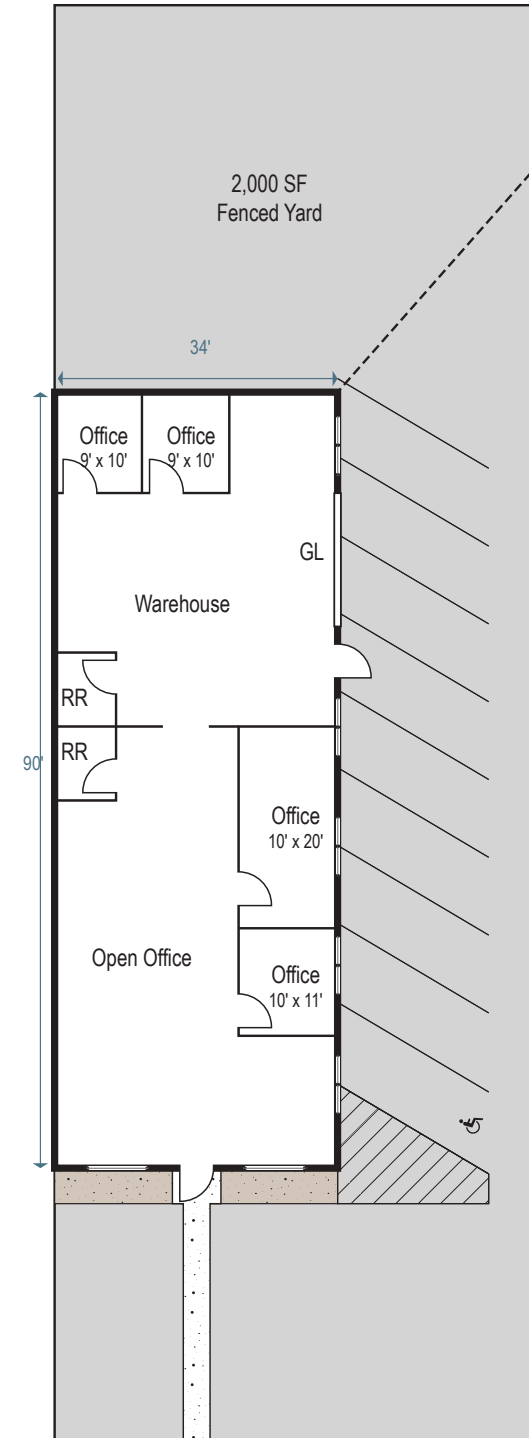 2,000 SF
Fenced Yard
34'
Office
9' x 10'
Office
9' x 10'
GL
Warehouse
RR
RR
90'
Office
10' x 20'
Open Office
Office
10' x 11'